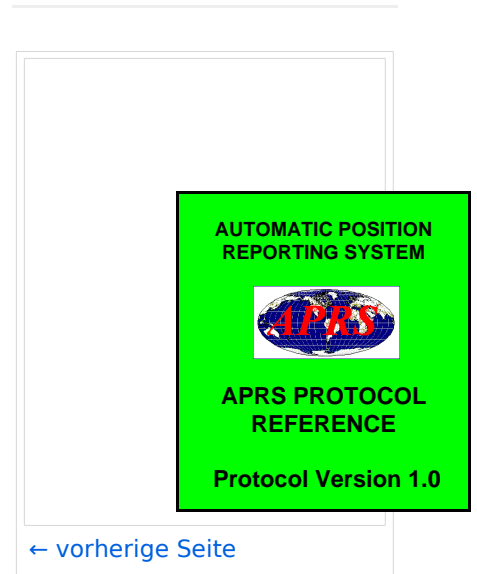 AUTOMATIC POSITION
REPORTING SYSTEM
APRS
APRS PROTOCOL
REFERENCE
Protocol Version 1.0
← vorherige Seite